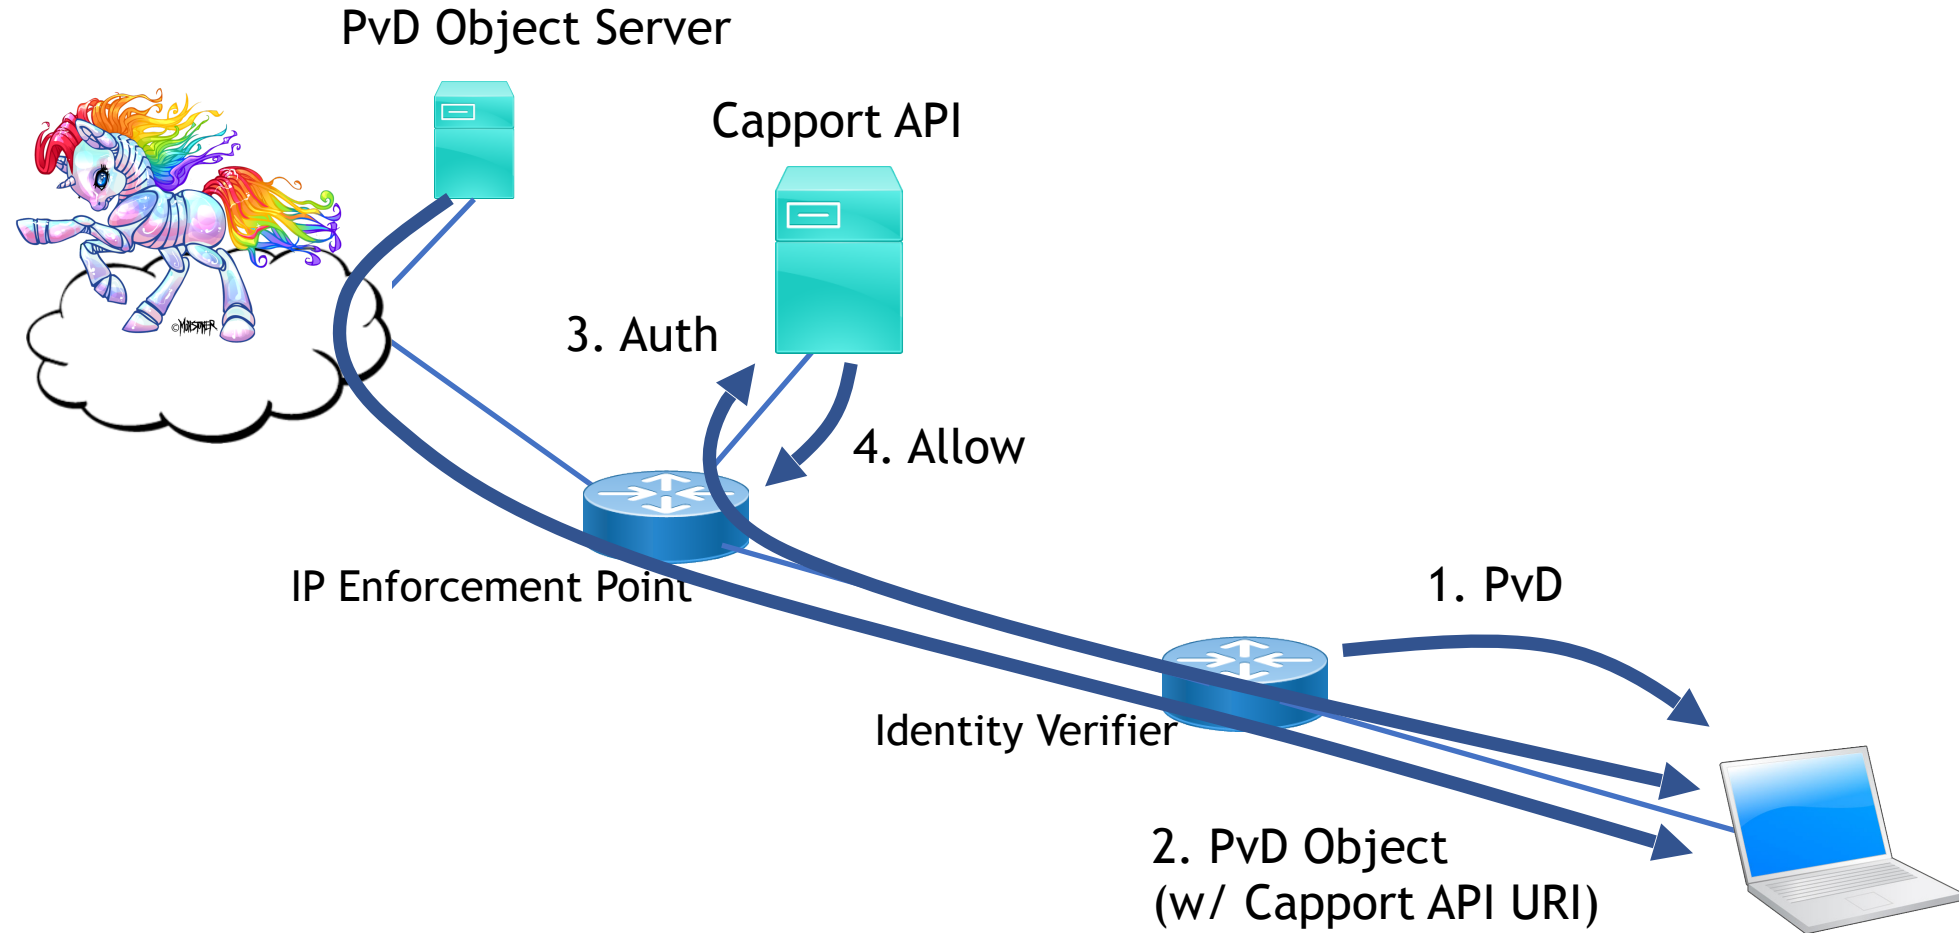 PvD Object Server
Capport API
3. Auth
4. Allow
IP Enforcement Point
1. PvD
Identity Verifier
2. PvD Object
(w/ Capport API URI)